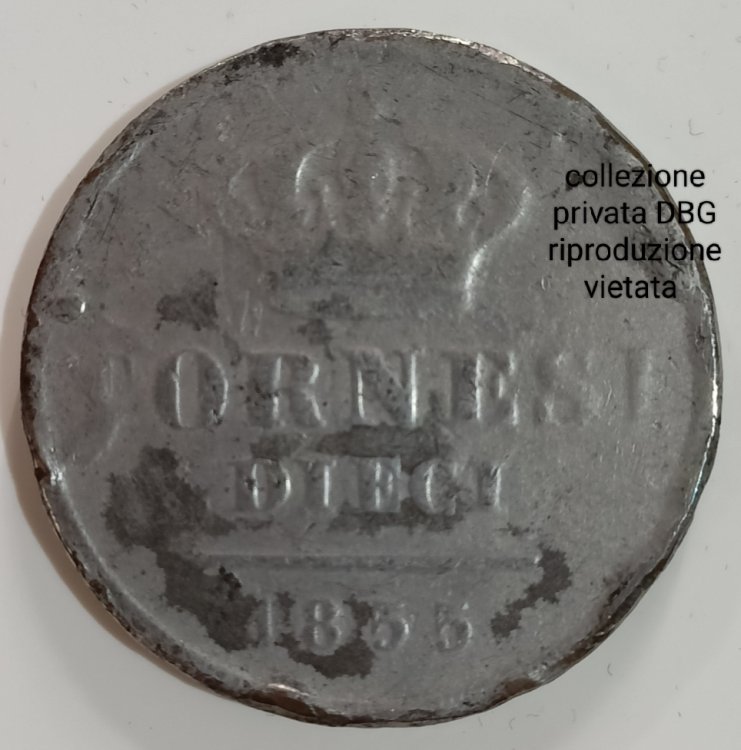 collezione
privata DBG
riproduzione
vietata
TORNESI
DIECI
1855